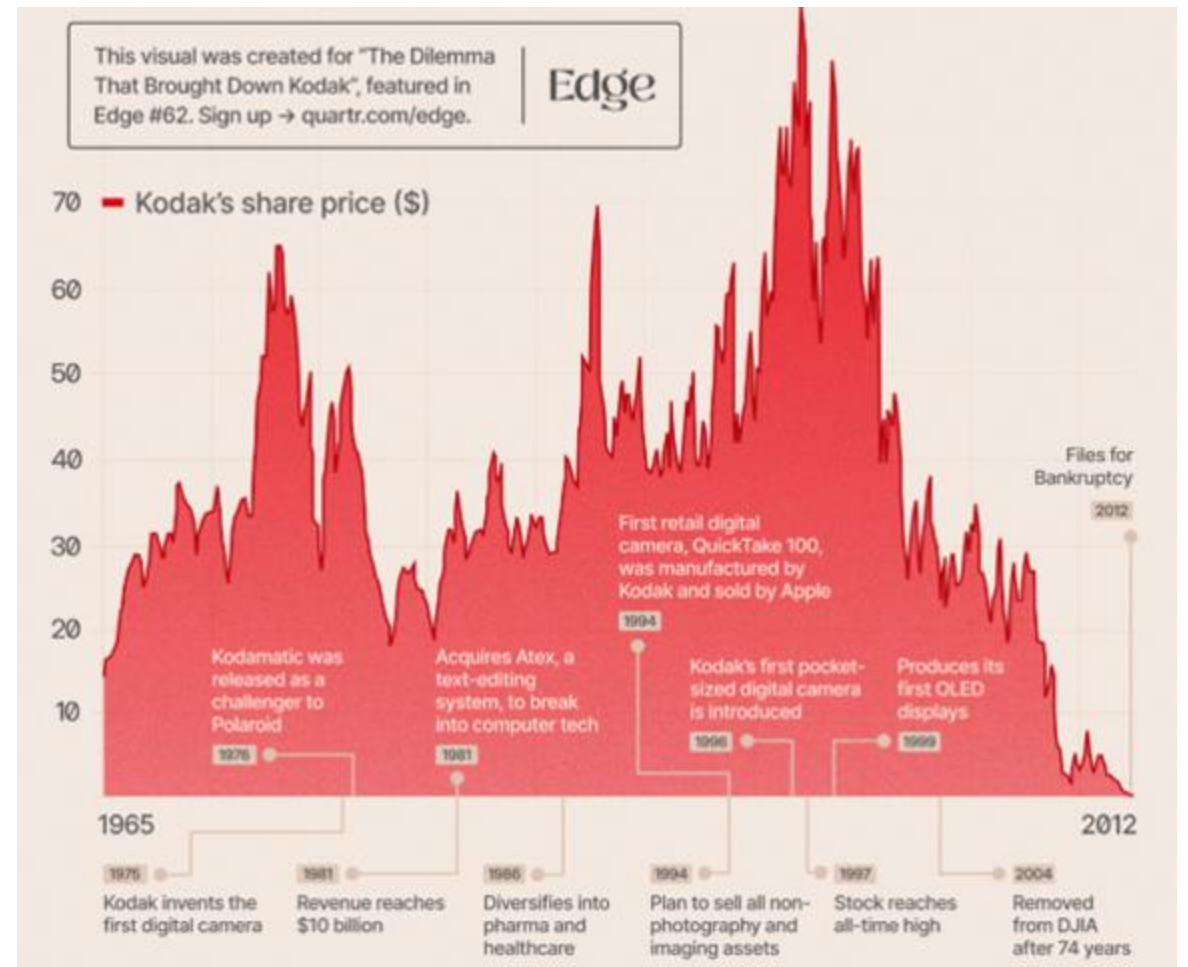 This visual was created for "The Dilemma
That Brought Down Kodak", featured in
Edge #62. Sign up → quartr.com/edge.
Edge
Kodak's share price ($)
70
60
50
40
30
20
10
Files for
Bankruptcy
2012
First retail digital
camera, QuickTake 100,
was manufactured by
Kodak and sold by Apple
1994
Kodamatic was
released as a
challenger to
Polaroid
1976
Acquires Atex, a
text-editing
system, to break
into computer tech
1981
Kodak's first pocket-
sized digital camera
is introduced
1996
Produces its
first OLED
displays
1999
1965
2012
1975
Kodak invents the
first digital camera
1981
Revenue reaches
$10 billion
1986
Diversifies into
pharma and
healthcare
1994
Plan to sell all non-
photography and
imaging assets
1997
Stock reaches
all-time high
2004
Removed
from DJIA
after 74 years